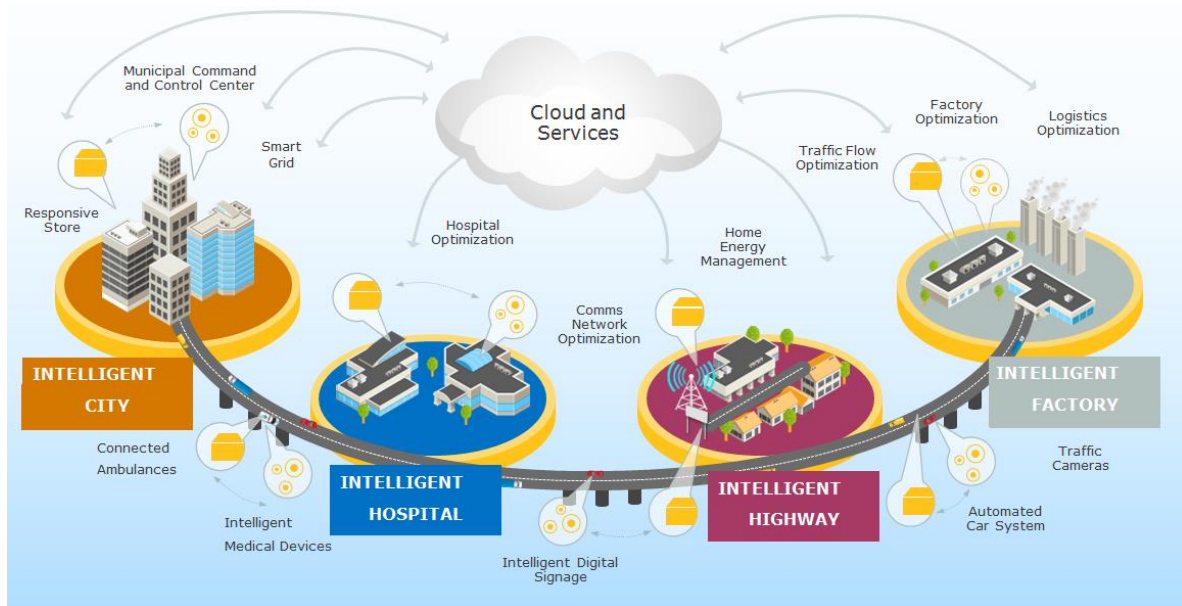 Municipal Command
and Control Center
Cloud and
Services
Factory
Optimization
Logistics
Optimization
Smart
Grid
Traffic Flow
Optimization
Responsive
Store
Hospital
Optimization
Home
Energy
Management
Comms
Network
Optimization
INTELLIGENT
CITY
INTELLIGENT
FACTORY
Connected
Ambulances
INTELLIGENT
HOSPITAL
INTELLIGENT
HIGHWAY
Traffic
Cameras
Intelligent
Medical Devices
Intelligent Digital
Signage
Automated
Car System